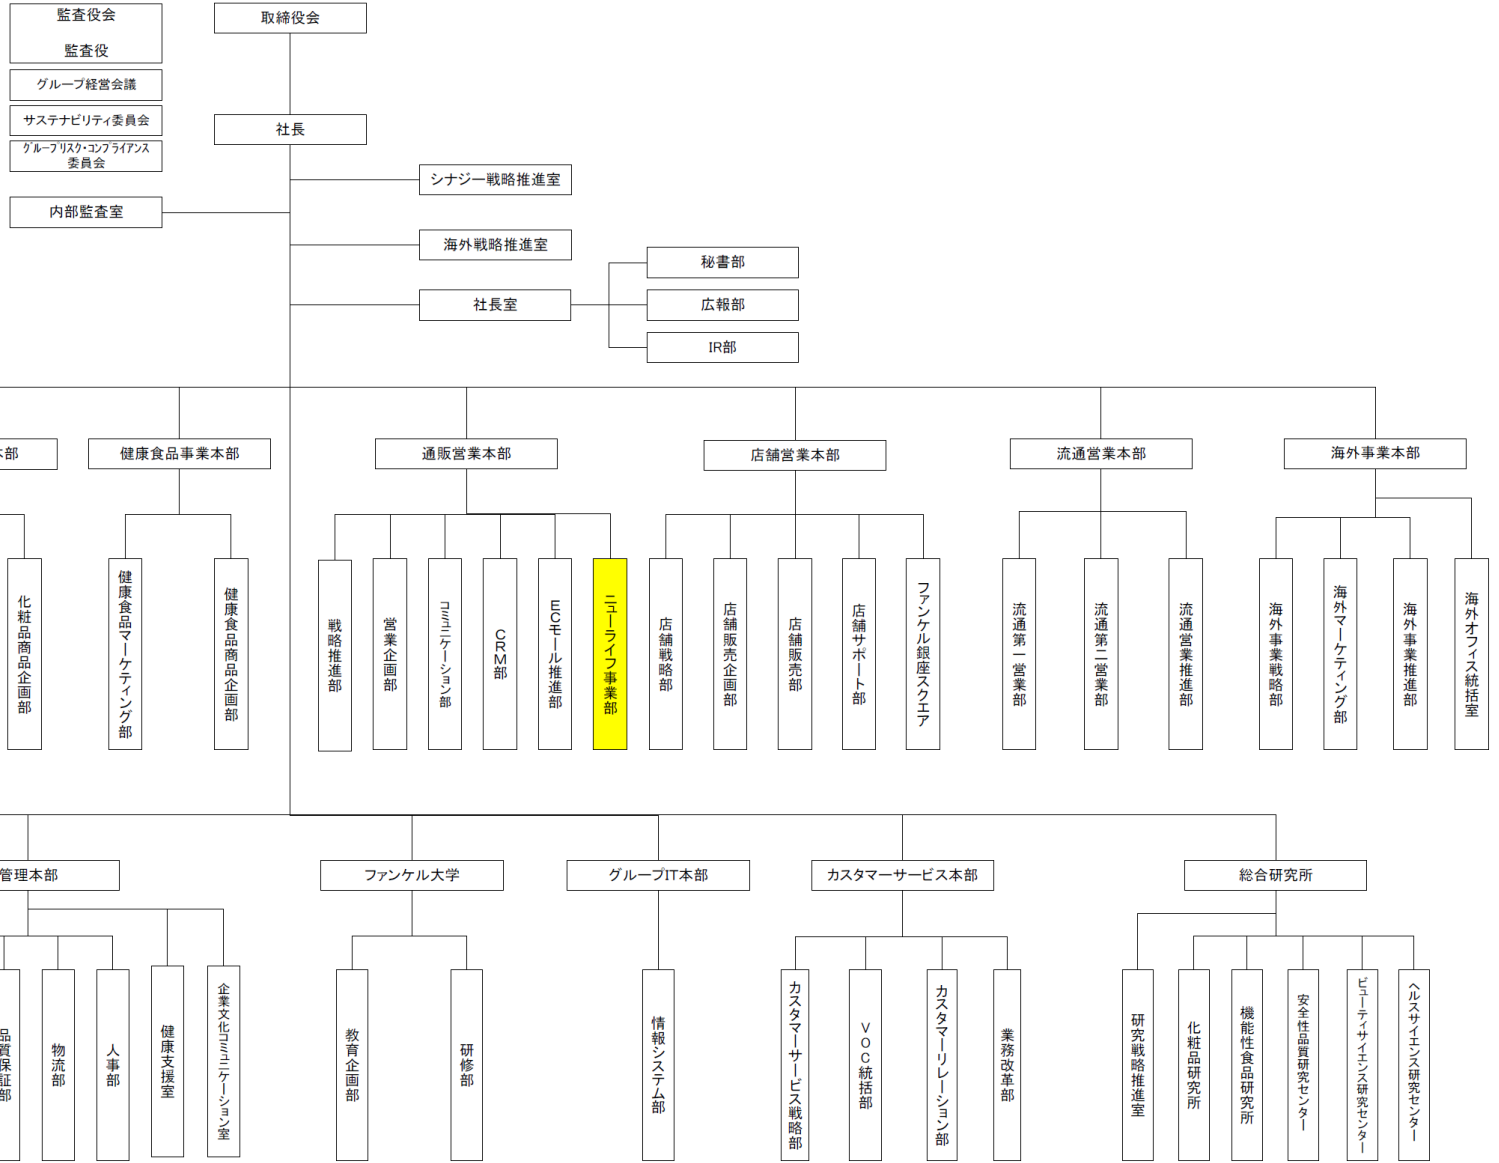 監査役会
監査役
取締役会
グループ経営会議
サステナビリティ委員会
社長
グループリスク・コンプライアンス
委員会
シナジー戦略推進室
内部監査室
海外戦略推進室
秘書部
社長室
広報部
IR部
本部
健康食品事業本部
通販営業本部
店舗営業本部
流通営業本部
海外事業本部
化粧品商品企画部
健康食品マーケティング部
健康食品商品企画部
戦略推進部
営業企画部
コミュニケーション部
CRM部
ECモール推進部
ニューライフ事業部
店舗戦略部
店舗販売企画部
店舗販売部
店舗サポート部
ファンケル銀座スクエア
流通第一営業部
流通第二営業部
流通営業推進部
海外事業戦略部
海外マーケティング部
海外事業推進部
海外オフィス統括室
管理本部
ファンケル大学
グループIT本部
カスタマーサービス本部
総合研究所
品質保証部
物流部
人事部
健康支援室
企業文化コミュニケーション室
教育企画部
研修部
情報システム部
カスタマーサービス戦略部
VOC統括部
カスタマーリレーション部
業務改革部
研究戦略推進室
化粧品研究所
機能性食品研究所
安全性品質研究センター
ビューティサイエンス研究センター
ヘルスサイエンス研究センター